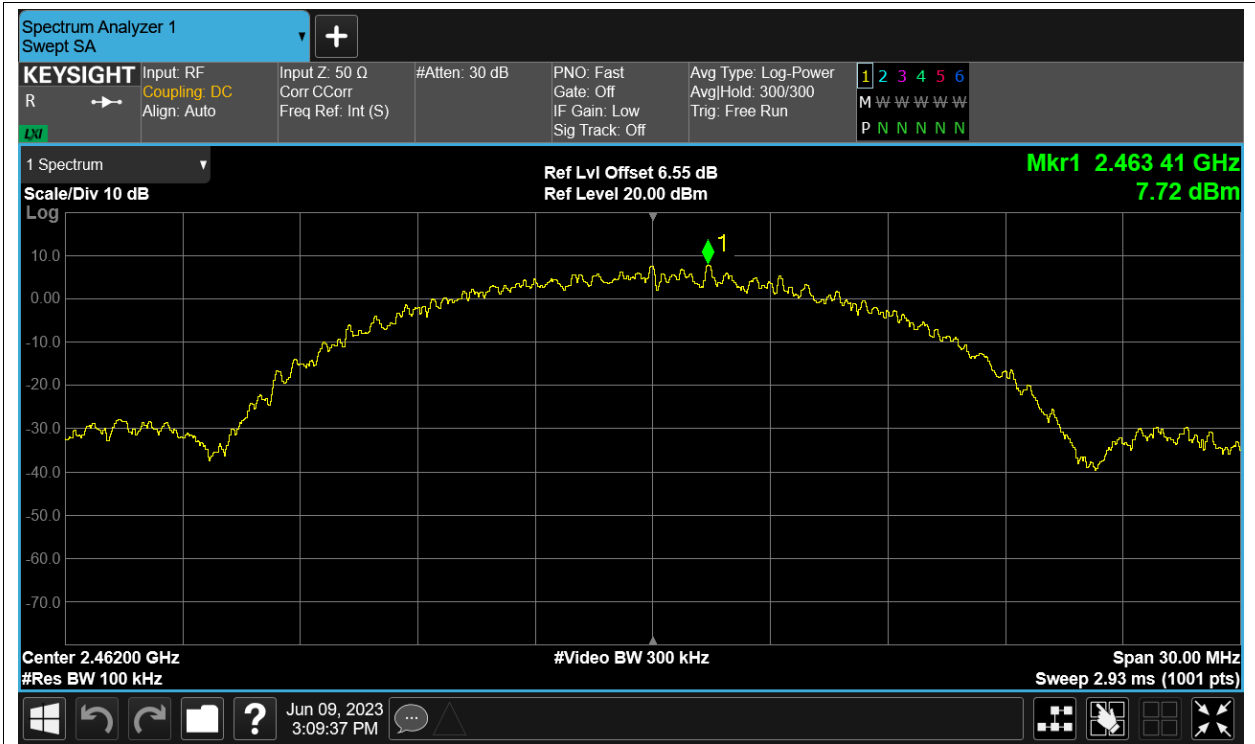 Spectrum Analyzer 1
Swept SA
KEYSIGHT
R
LXI
Input: RF
Coupling: DC
Align: Auto
Input Z: 50 Ω
Corr CCorr
Freq Ref: Int (S)
#Atten: 30 dB
PNO: Fast
Gate: Off
IF Gain: Low
Sig Track: Off
Avg Type: Log-Power
Avg|Hold: 300/300
Trig: Free Run
1 2 3 4 5 6
M W W W W W
P N N N N N
1 Spectrum
Scale/Div 10 dB
Log
Ref Lvl Offset 6.55 dB
Ref Level 20.00 dBm
Mkr1 2.463 41 GHz
7.72 dBm
1
10.0
0.00
-10.0
-20.0
-30.0
-40.0
-50.0
-60.0
-70.0
Center 2.46200 GHz
#Res BW 100 kHz
#Video BW 300 kHz
Span 30.00 MHz
Sweep 2.93 ms (1001 pts)
?
Jun 09, 2023
3:09:37 PM